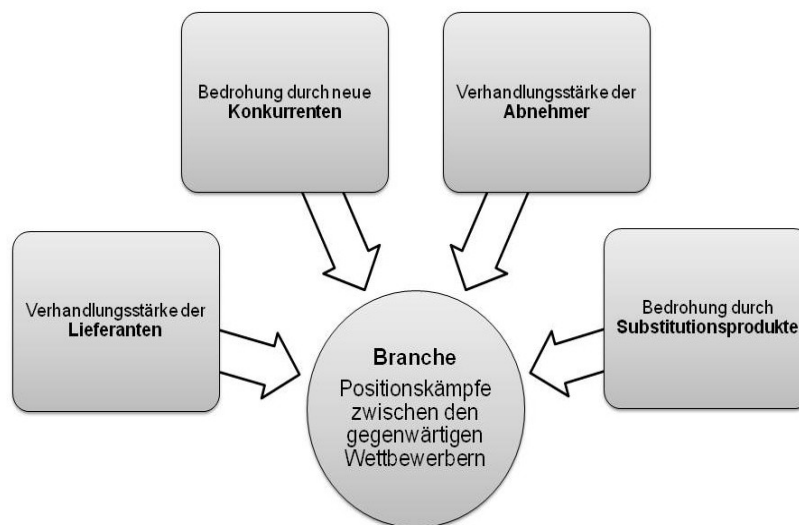 Bedrohung durch neue
Konkurrenten
Verhandlungsstärke der
Abnehmer
Verhandlungsstärke der
Lieferanten
Bedrohung durch
Substitutionsprodukte
Branche
Positionskämpfe
zwischen den
gegenwärtigen
Wettbewerbern